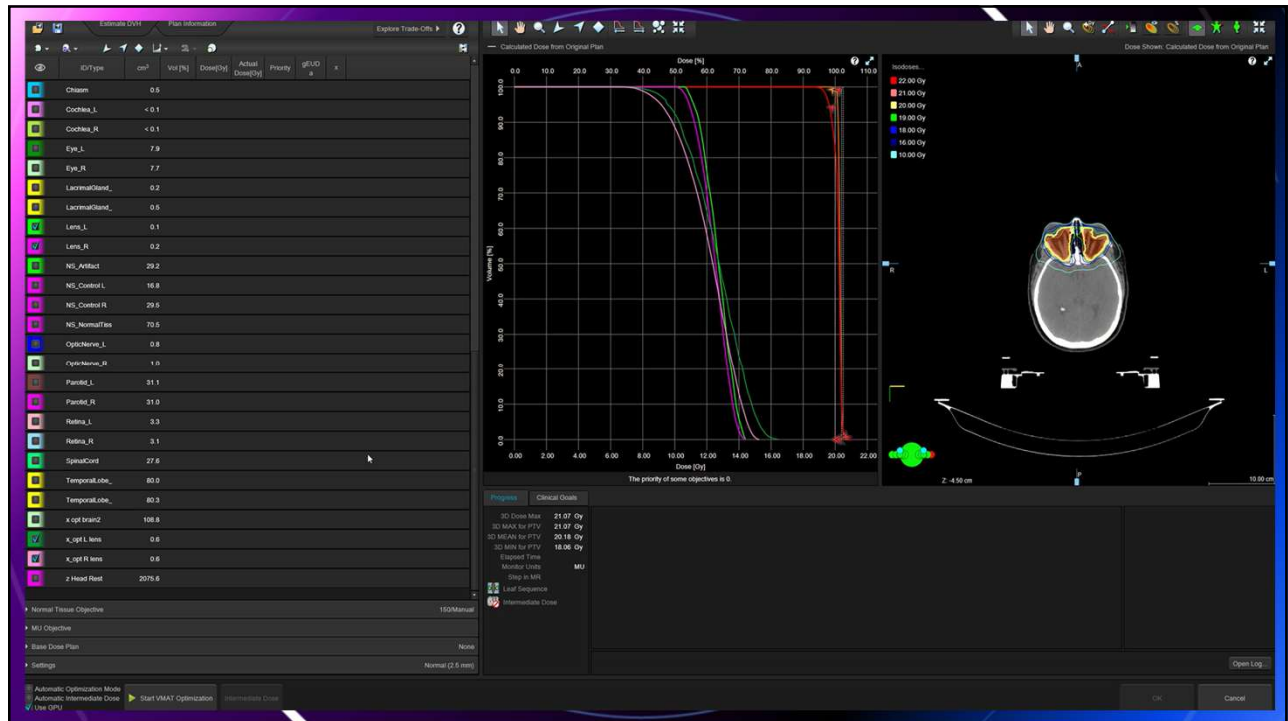 Estimate DVH Plan Information
Explore Trade-Offs
?
ID/Type cm³ Vol [%] Dose[Gy] Actual Dose[Gy] Priority gEUD a x
Chiasm 0.5
Cochlea_L < 0.1
Cochlea_R < 0.1
Eye_L 7.9
Eye_R 7.7
LacrimalGland_ 0.2
LacrimalGland_ 0.5
Lens_L 0.1
Lens_R 0.2
NS_Artifact 29.2
NS_Control L 16.8
NS_Control R 29.5
NS_NormalTiss 70.5
OpticNerve_L 0.8
OpticNerve_R 1.0
Parotid_L 31.1
Parotid_R 31.0
Retina_L 3.3
Retina_R 3.1
SpinalCord 27.6
TemporalLobe_ 80.0
TemporalLobe_ 80.3
x opt brain2 108.8
x_opt L lens 0.6
x_opt R lens 0.6
z Head Rest 2075.6
Normal Tissue Objective 150/Manual
MU Objective
Base Dose Plan None
Settings Normal (2.5 mm)
Automatic Optimization Mode
Automatic Intermediate Dose
Use GPU
Start VMAT Optimization
Intermediate Dose
Calculated Dose from Original Plan
Dose [%]
?
0.0 10.0 20.0 30.0 40.0 50.0 60.0 70.0 80.0 90.0 100.0 110.0
100.0
90.0
80.0
70.0
60.0
50.0
40.0
30.0
20.0
10.0
0.0
Volume [%]
0.00 2.00 4.00 6.00 8.00 10.00 12.00 14.00 16.00 18.00 20.00 22.00
Dose [Gy]
The priority of some objectives is 0.
Dose Shown: Calculated Dose from Original Plan
?
Isodoses...
22.00 Gy
21.00 Gy
20.00 Gy
19.00 Gy
18.00 Gy
16.00 Gy
10.00 Gy
A
R
L
P
Z: -4.50 cm
10.00 cm
Progress Clinical Goals
3D Dose Max 21.07 Gy
3D MAX for PTV 21.07 Gy
3D MEAN for PTV 20.18 Gy
3D MIN for PTV 18.06 Gy
Elapsed Time
Monitor Units MU
Step in MR
Leaf Sequence
Intermediate Dose
Open Log...
OK
Cancel